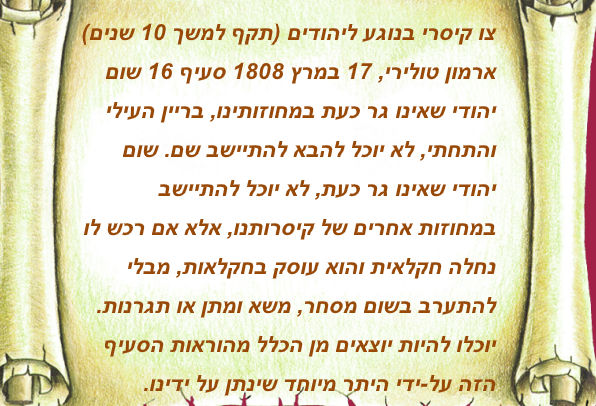 צו קיסרי בנוגע ליהודים (תקף למשך 10 שנים)
ארמון טולירי, 17 במרץ 1808 סעיף 16 שום
יהודי שאינו גר כעת במחוזותינו, בריין העילי
והתחתי, לא יוכל להבא להתיישב שם. שום
יהודי שאינו גר כעת, לא יוכל להתיישב
במחוזות אחרים של קיסרותנו, אלא אם רכש לו
נחלה חקלאית והוא עוסק בחקלאות, מבלי
להתערב בשום מסחר, משא ומתן או תגרנות.
יוכלו להיות יוצאים מן הכלל מהוראות הסעיף
הזה על-ידי היתר מיוחד שינתן על ידינו.